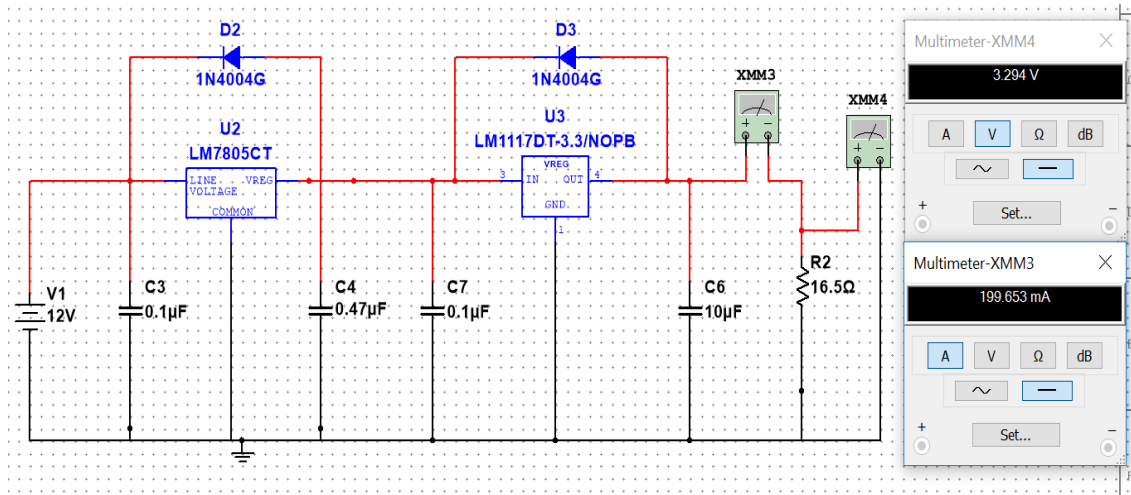 D2
1N4004G
U2
LM7805CT
LINE VREG
VOLTAGE
COMMON
D3
1N4004G
U3
LM1117DT-3.3/NOPB
VREG
3 IN OUT 4
GND
1
XMM3
+ −
XMM4
+ −
V1
12V
C3
0.1µF
C4
0.47µF
C7
0.1µF
C6
10µF
R2
16.5Ω
Multimeter-XMM4
3.294 V
A V Ω dB
+ Set... −
Multimeter-XMM3
199.653 mA
A V Ω dB
+ Set... −